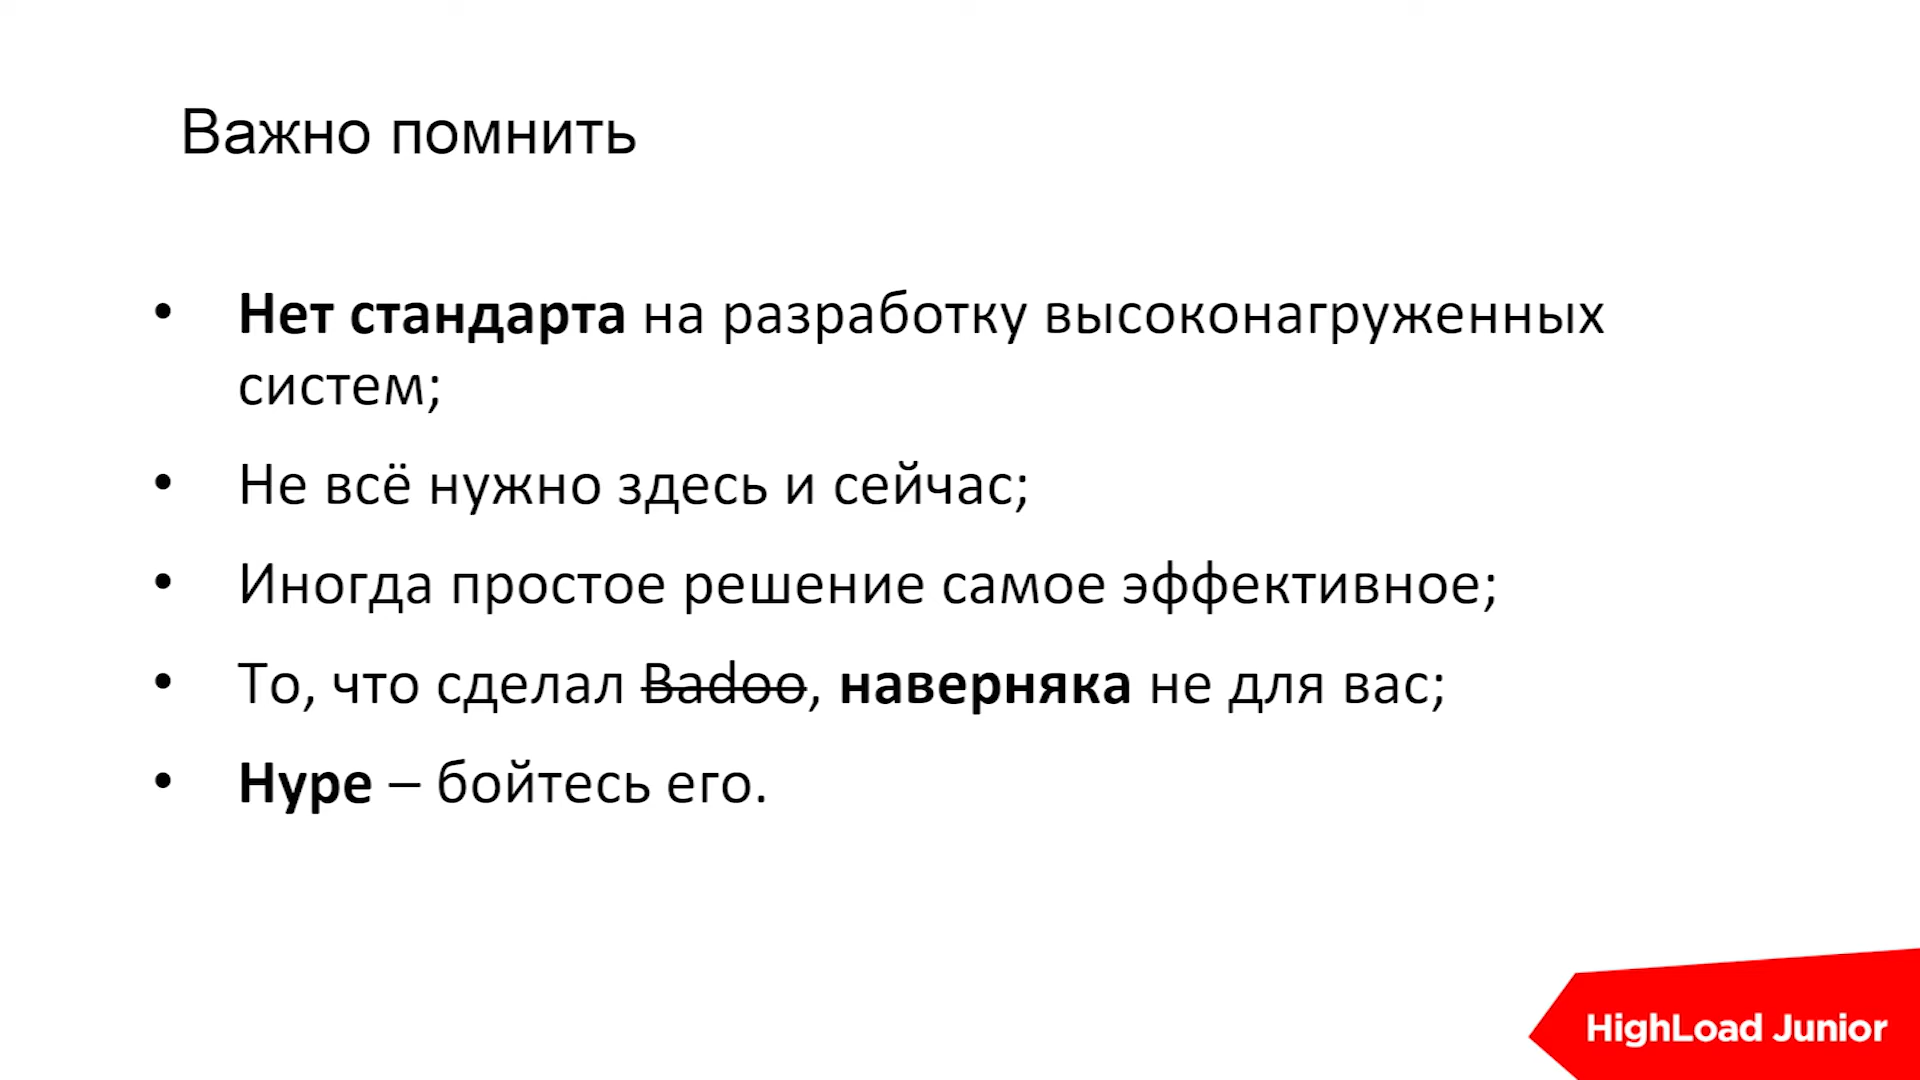 Важно помнить
• Нет стандарта на разработку высоконагруженных
систем;
• Не всё нужно здесь и сейчас;
• Иногда простое решение самое эффективное;
• То, что сделал Badoo, наверняка не для вас;
• Hype – бойтесь его.
HighLoad Junior